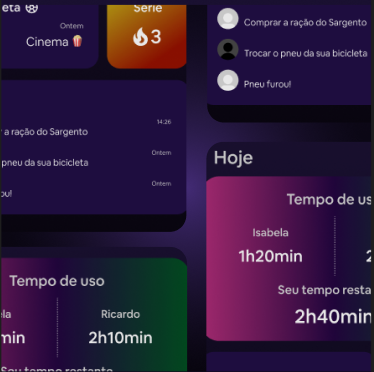 eta
Ontem
Cinema
Série
3
14:26
a ração do Sargento
Ontem
pneu da sua bicicleta
Ontem
Tempo de uso
Ricardo
min
2h10min
Seu tempo restante
Comprar a ração do Sargento
Trocar o pneu da sua bicicleta
Pneu furou!
Hoje
Tempo de us
Isabela
1h20min
2
Seu tempo resta
2h40min